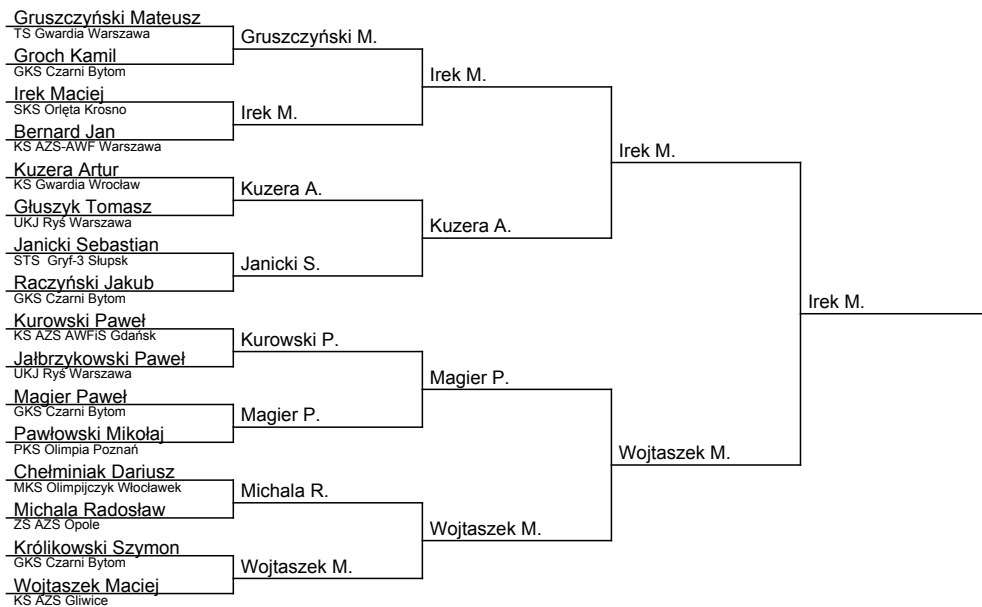 Gruszczyński Mateusz
TS Gwardia Warszawa
Gruszczyński M.
Groch Kamil
GKS Czarni Bytom
Irek M.
Irek Maciej
SKS Orlęta Krosno
Irek M.
Bernard Jan
KS AZS-AWF Warszawa
Irek M.
Kuzera Artur
KS Gwardia Wrocław
Kuzera A.
Głuszyk Tomasz
UKJ Ryś Warszawa
Kuzera A.
Janicki Sebastian
STS Gryf-3 Słupsk
Janicki S.
Raczyński Jakub
GKS Czarni Bytom
Irek M.
Kurowski Paweł
KS AZS AWFiS Gdańsk
Kurowski P.
Jałbrzykowski Paweł
UKJ Ryś Warszawa
Magier P.
Magier Paweł
GKS Czarni Bytom
Magier P.
Pawłowski Mikołaj
PKS Olimpia Poznań
Wojtaszek M.
Chełminiak Dariusz
MKS Olimpijczyk Włocławek
Michala R.
Michala Radosław
ZS AZS Opole
Wojtaszek M.
Królikowski Szymon
GKS Czarni Bytom
Wojtaszek M.
Wojtaszek Maciej
KS AZS Gliwice